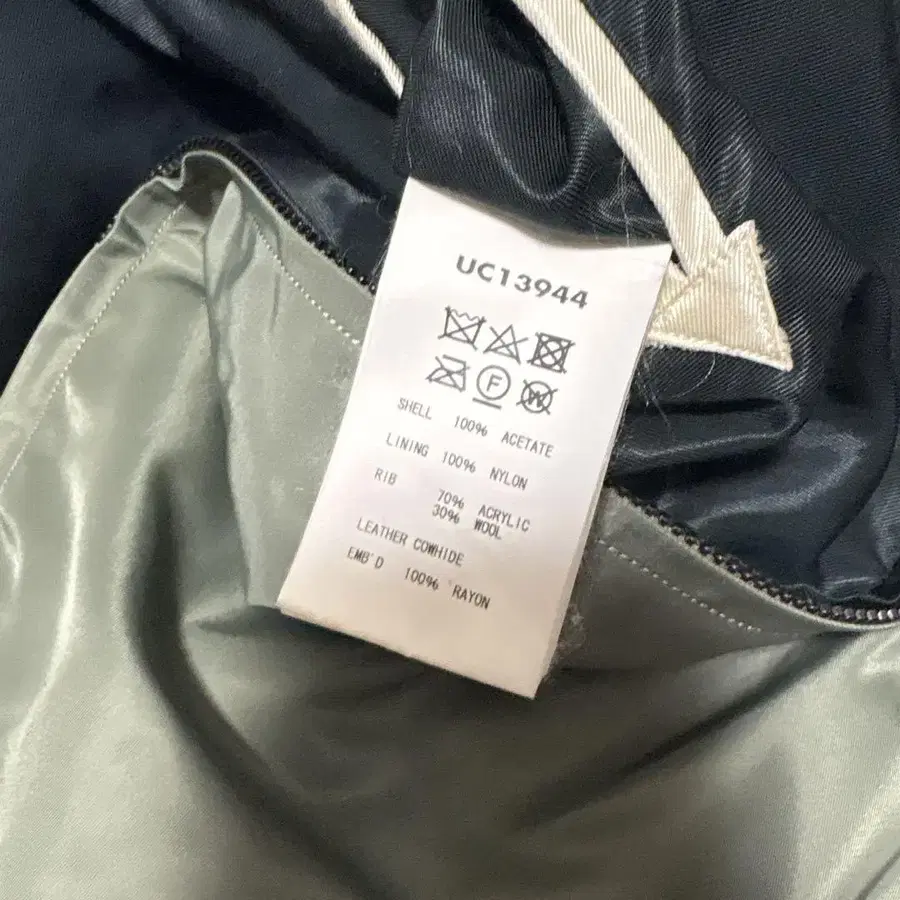 UC13944
F
W
SHELL 100% ACETATE
LINING 100% NYLON
RIB 70% ACRYLIC
30% WOOL
LEATHER COWHIDE
EMB'D 100% RAYON